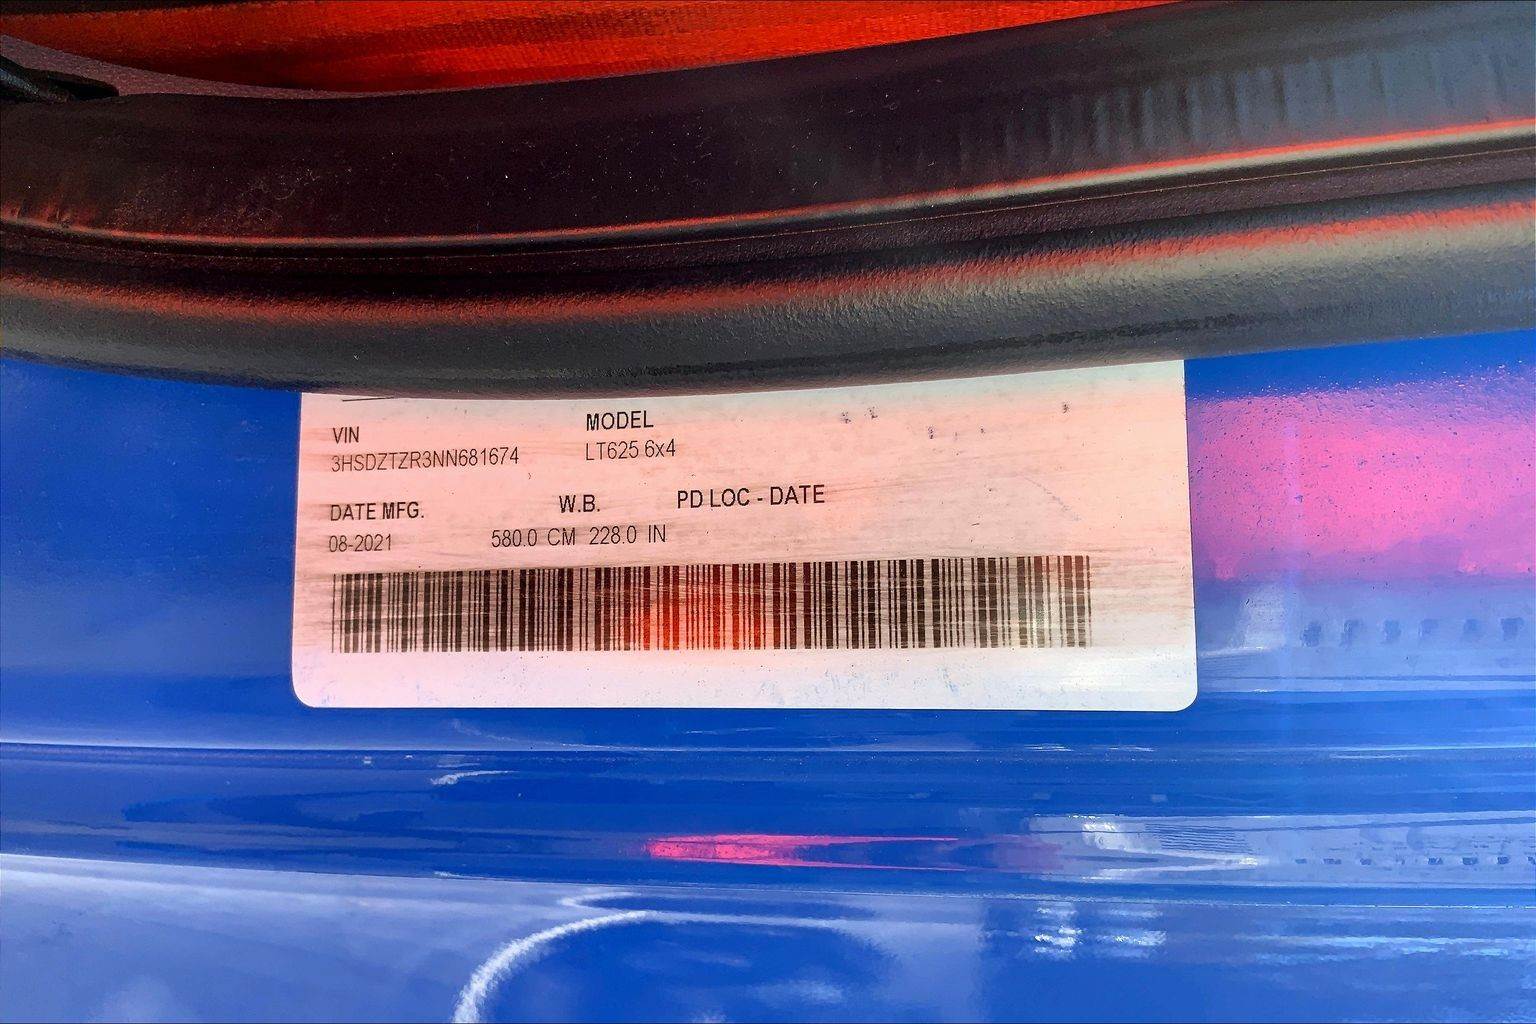 VIN MODEL
3HSDZTZR3NN681674 LT625 6x4
DATE MFG. W.B. PD LOC - DATE
08-2021 580.0 CM 228.0 IN